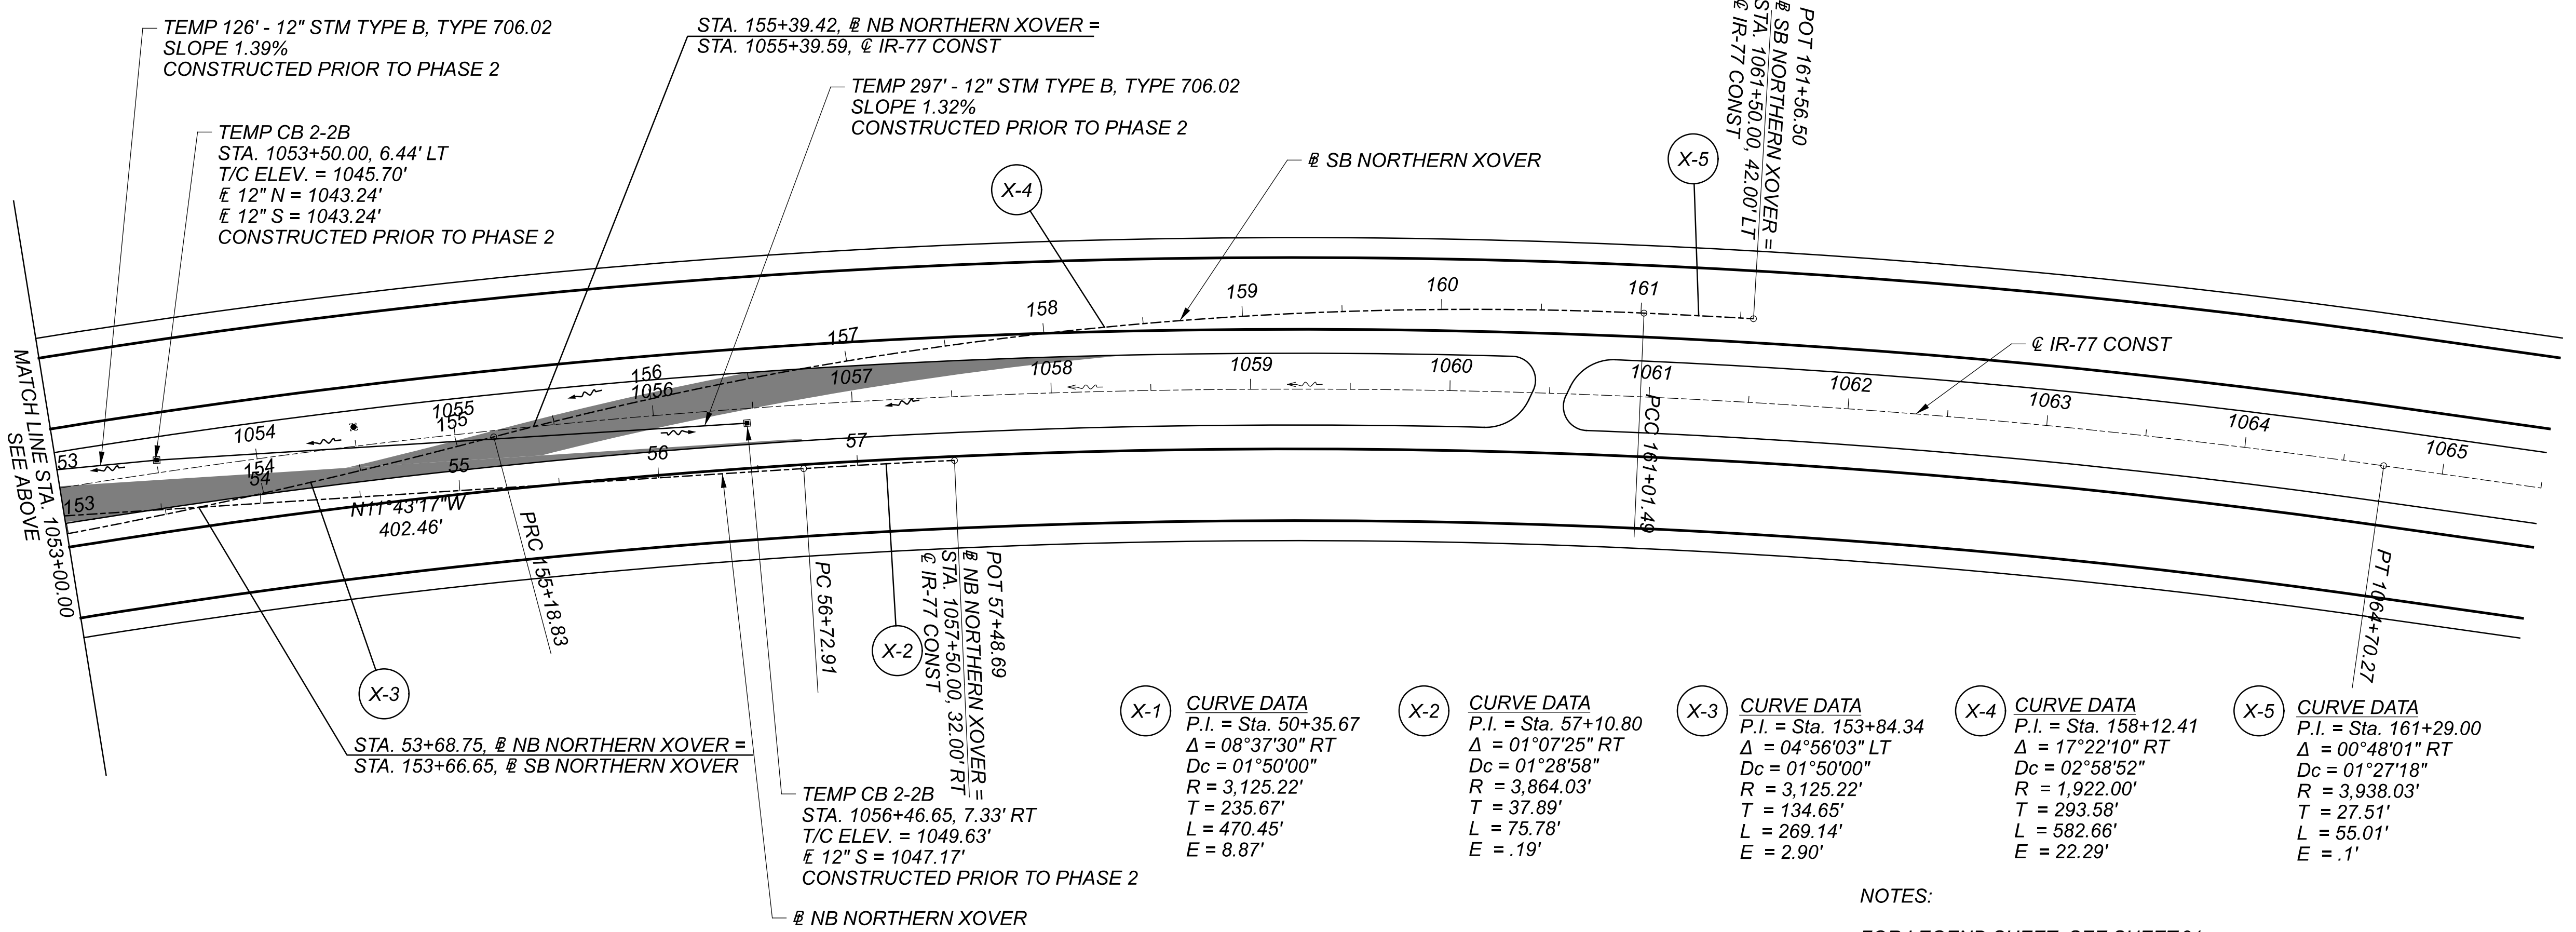 TEMP 126' - 12" STM TYPE B, TYPE 706.02
SLOPE 1.39%
CONSTRUCTED PRIOR TO PHASE 2
TEMP CB 2-2B
STA. 1053+50.00, 6.44' LT
T/C ELEV. = 1045.70'
℄ 12" N = 1043.24'
℄ 12" S = 1043.24'
CONSTRUCTED PRIOR TO PHASE 2
STA. 155+39.42, ⅊ NB NORTHERN XOVER =
STA. 1055+39.59, ℄ IR-77 CONST
TEMP 297' - 12" STM TYPE B, TYPE 706.02
SLOPE 1.32%
CONSTRUCTED PRIOR TO PHASE 2
X-4
⅊ SB NORTHERN XOVER
X-5
POT 161+56.50
⅊ SB NORTHERN XOVER =
STA. 1061+50.00, 42.00' LT
℄ IR-77 CONST
℄ IR-77 CONST
MATCH LINE STA. 1053+00.00
SEE ABOVE
158
159
160
161
157
156
155
154
153
1054
1055
1056
1057
1058
1059
1060
1061
1062
1063
1064
1065
53
54
55
56
57
N11°43'17"W
402.46'
PRC 155+18.83
PC 56+72.91
POT 57+48.69
⅊ NB NORTHERN XOVER =
STA. 1057+50.00, 32.00' RT
℄ IR-77 CONST
PCC 161+01.49
PT 1064+70.27
X-2
X-3
STA. 53+68.75, ⅊ NB NORTHERN XOVER =
STA. 153+66.65, ⅊ SB NORTHERN XOVER
TEMP CB 2-2B
STA. 1056+46.65, 7.33' RT
T/C ELEV. = 1049.63'
℄ 12" S = 1047.17'
CONSTRUCTED PRIOR TO PHASE 2
⅊ NB NORTHERN XOVER
X-1
CURVE DATA
P.I. = Sta. 50+35.67
Δ = 08°37'30" RT
Dc = 01°50'00"
R = 3,125.22'
T = 235.67'
L = 470.45'
E = 8.87'
X-2
CURVE DATA
P.I. = Sta. 57+10.80
Δ = 01°07'25" RT
Dc = 01°28'58"
R = 3,864.03'
T = 37.89'
L = 75.78'
E = .19'
X-3
CURVE DATA
P.I. = Sta. 153+84.34
Δ = 04°56'03" LT
Dc = 01°50'00"
R = 3,125.22'
T = 134.65'
L = 269.14'
E = 2.90'
X-4
CURVE DATA
P.I. = Sta. 158+12.41
Δ = 17°22'10" RT
Dc = 02°58'52"
R = 1,922.00'
T = 293.58'
L = 582.66'
E = 22.29'
X-5
CURVE DATA
P.I. = Sta. 161+29.00
Δ = 00°48'01" RT
Dc = 01°27'18"
R = 3,938.03'
T = 27.51'
L = 55.01'
E = .1'
NOTES: